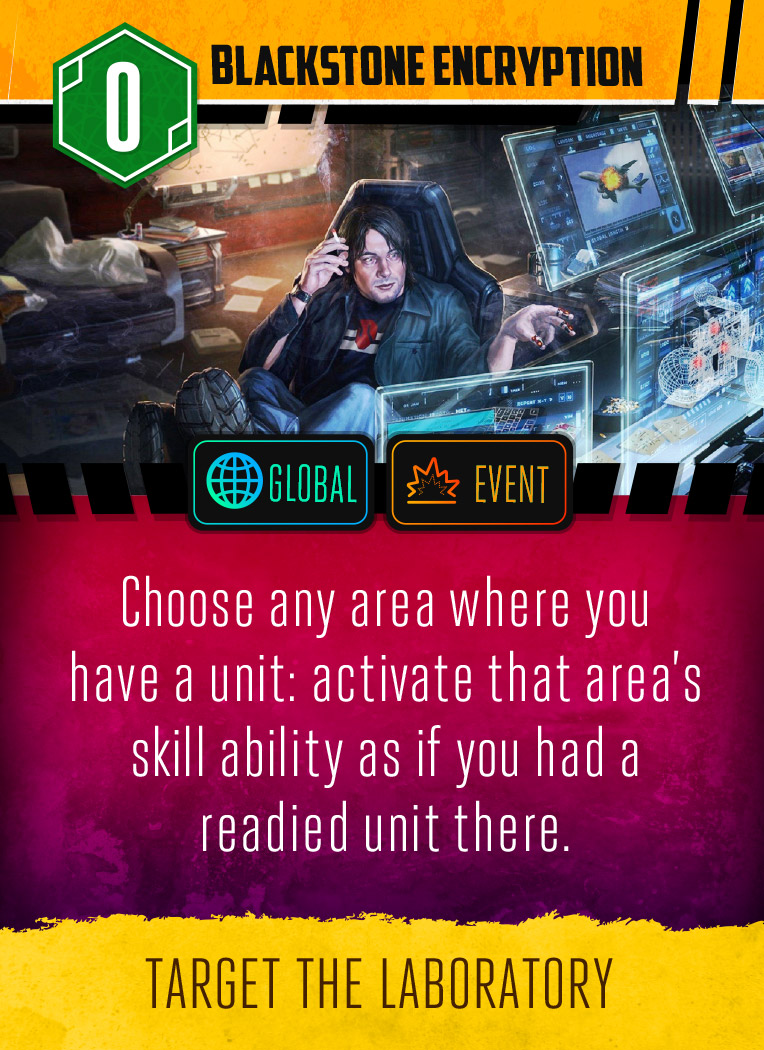 0
BLACKSTONE ENCRYPTION
GLOBAL
EVENT
Choose any area where you
have a unit: activate that area's
skill ability as if you had a
readied unit there.
TARGET THE LABORATORY